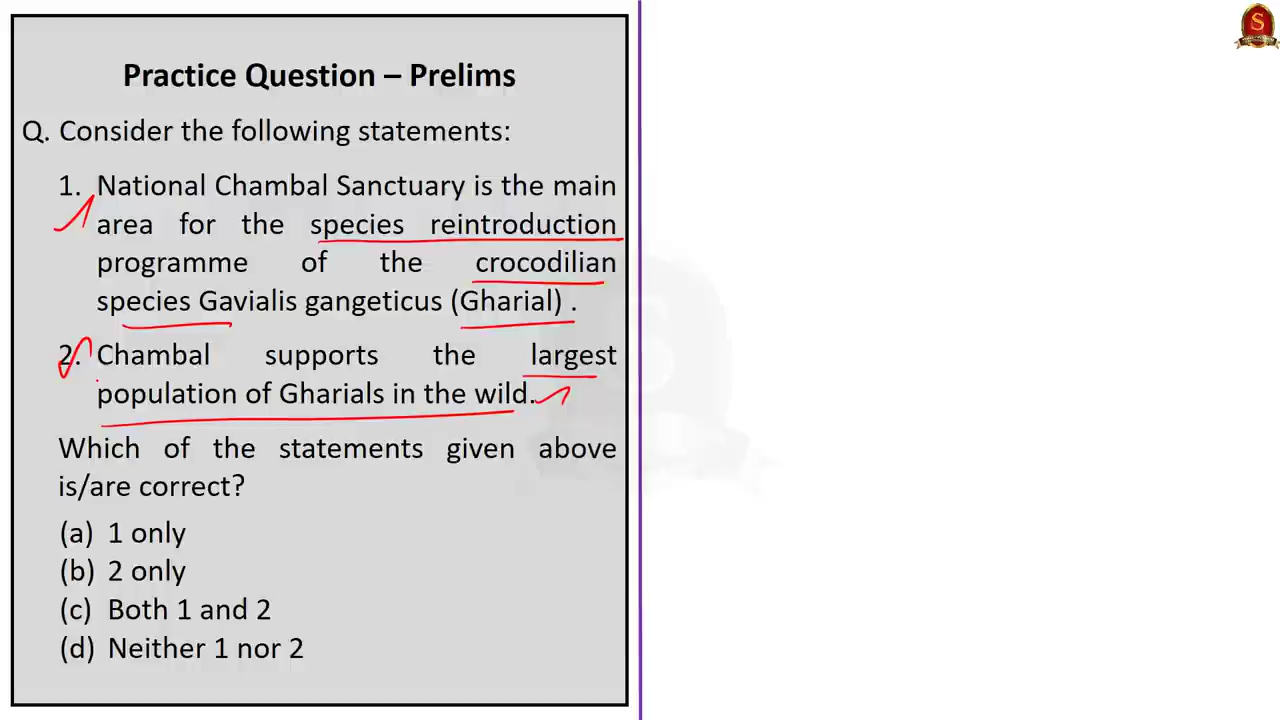 Practice Question – Prelims
Q. Consider the following statements:
1. National Chambal Sanctuary is the main
area for the species reintroduction
programme of the crocodilian
species Gavialis gangeticus (Gharial) .
2. Chambal supports the largest
population of Gharials in the wild.
Which of the statements given above
is/are correct?
(a) 1 only
(b) 2 only
(c) Both 1 and 2
(d) Neither 1 nor 2
S